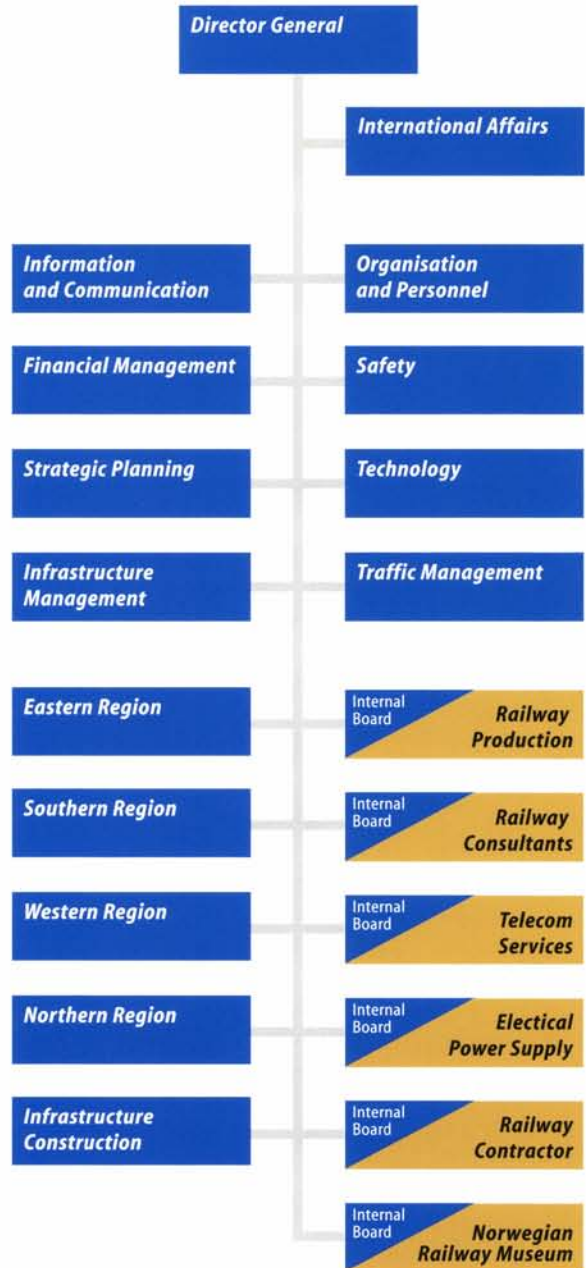 Director General
International Affairs
Information
and Communication
Organisation
and Personnel
Financial Management
Safety
Strategic Planning
Technology
Infrastructure
Management
Traffic Management
Eastern Region
Internal
Board
Railway
Production
Southern Region
Internal
Board
Railway
Consultants
Western Region
Internal
Board
Telecom
Services
Northern Region
Internal
Board
Electical
Power Supply
Infrastructure
Construction
Internal
Board
Railway
Contractor
Internal
Board
Norwegian
Railway Museum